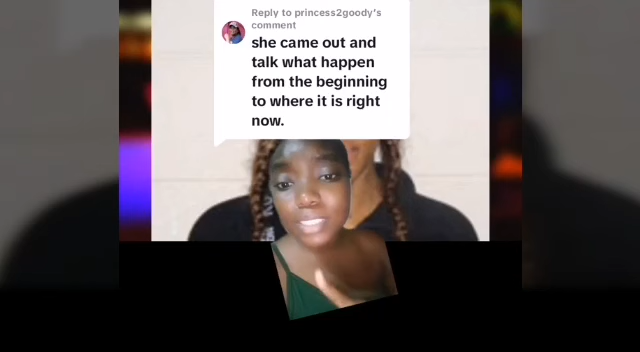 Reply to princess2goody's
comment
she came out and
talk what happen
from the beginning
to where it is right
now.